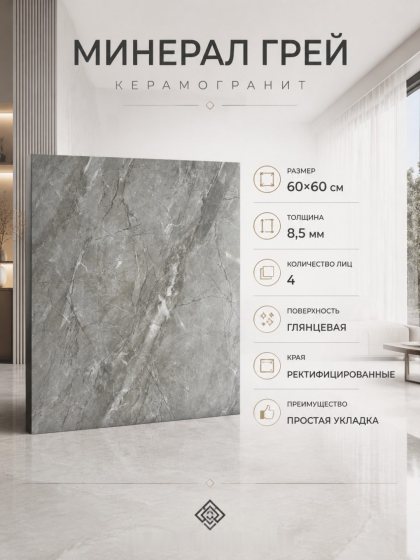 МИНЕРАЛ ГРЕЙ
КЕРАМОГРАНИТ
РАЗМЕР
60×60 см
ТОЛЩИНА
8,5 мм
КОЛИЧЕСТВО ЛИЦ
4
ПОВЕРХНОСТЬ
ГЛЯНЦЕВАЯ
КРАЯ
РЕКТИФИЦИРОВАННЫЕ
ПРЕИМУЩЕСТВО
ПРОСТАЯ УКЛАДКА